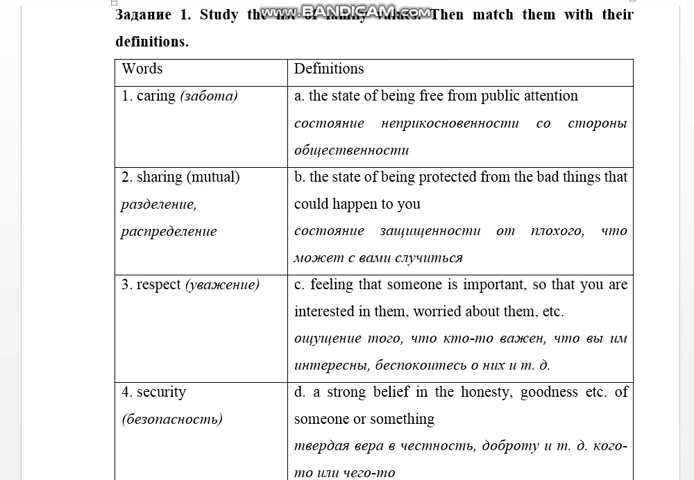 Задание 1. Study the list of family values. Then match them with their
www.BANDICAM.com
definitions.
Words
Definitions
1. caring (забота)
a. the state of being free from public attention
состояние неприкосновенности со стороны
общественности
2. sharing (mutual)
разделение,
распределение
b. the state of being protected from the bad things that
could happen to you
состояние защищенности от плохого, что
может с вами случиться
3. respect (уважение)
c. feeling that someone is important, so that you are
interested in them, worried about them, etc.
ощущение того, что кто-то важен, что вы им
интересны, беспокоитесь о них и т. д.
4. security
(безопасность)
d. a strong belief in the honesty, goodness etc. of
someone or something
твердая вера в честность, доброту и т. д. кого-
то или чего-то